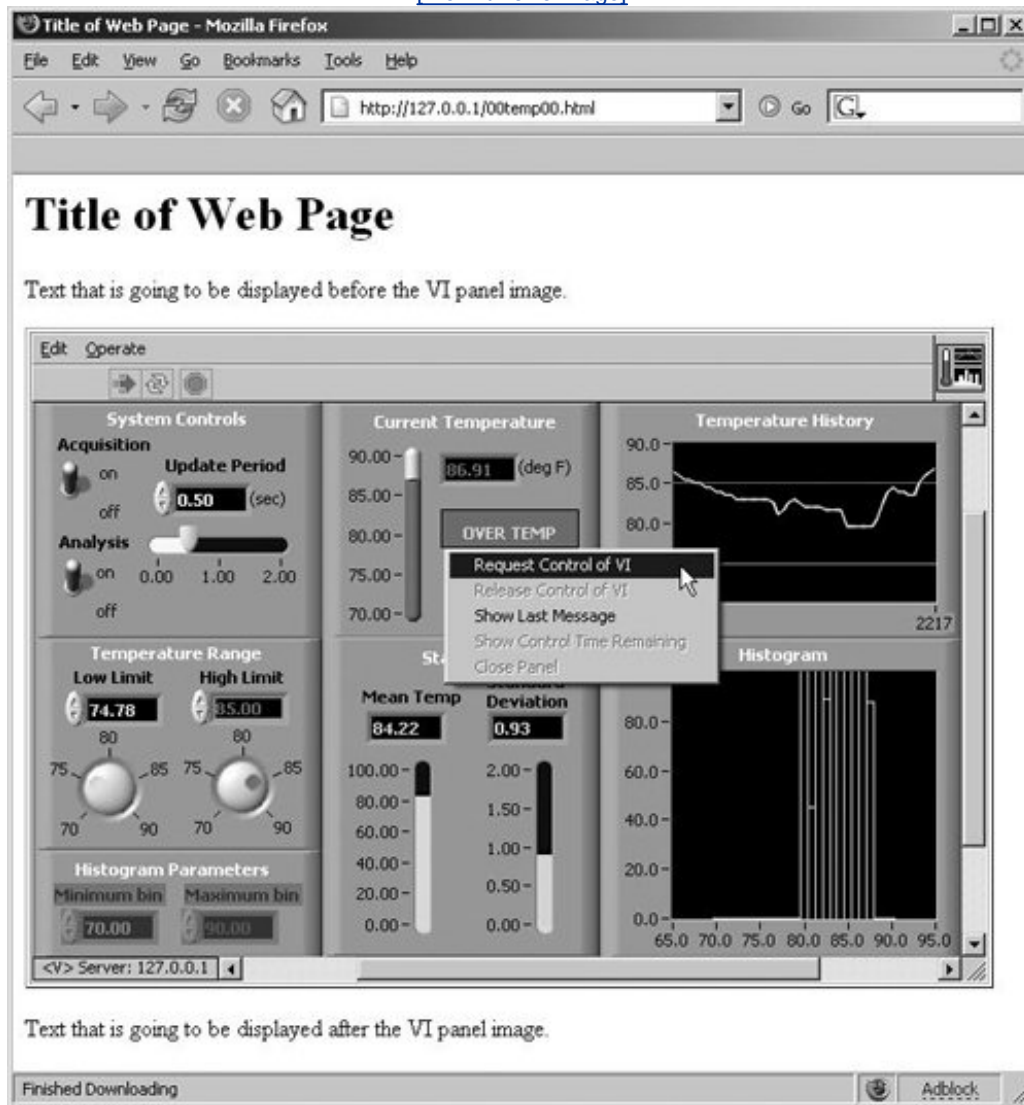 Title of Web Page - Mozilla Firefox
File Edit View Go Bookmarks Tools Help
http://127.0.0.1/00temp00.html Go G
Title of Web Page
Text that is going to be displayed before the VI panel image.
Edit Operate
System Controls
Acquisition
on
off
Update Period
0.50 (sec)
0.00 1.00 2.00
Analysis
on
off
Current Temperature
90.00
85.00
80.00
75.00
70.00
86.91 (deg F)
OVER TEMP
Request Control of VI
Release Control of VI
Show Last Message
Show Control Time Remaining
Close Panel
Temperature History
90.0
85.0
80.0
2217
Temperature Range
Low Limit High Limit
74.78 85.00
80 80
75 85 75 85
70 90 70 90
Mean Temp
Deviation
84.22 0.93
100.00 2.00
80.00 1.50
60.00 1.00
40.00 0.50
20.00 0.00
0.00
Histogram
80.0
60.0
40.0
20.0
0.0
65.0 70.0 75.0 80.0 85.0 90.0 95.0
Histogram Parameters
Minimum bin Maximum bin
70.00 90.00
<V> Server: 127.0.0.1
Text that is going to be displayed after the VI panel image.
Finished Downloading Adblock